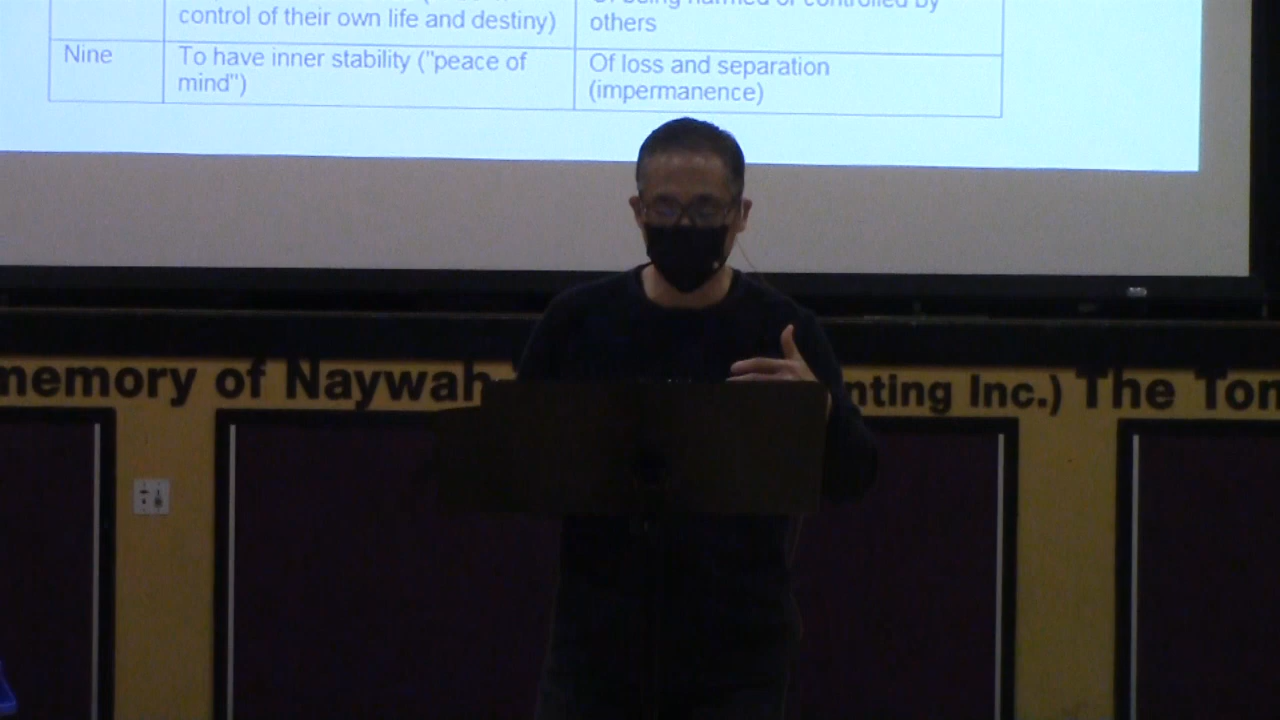 control of their own life and destiny)
others
Nine
To have inner stability ("peace of
mind")
Of loss and separation
(impermanence)
memory of Naywah
nting Inc.) The Ton